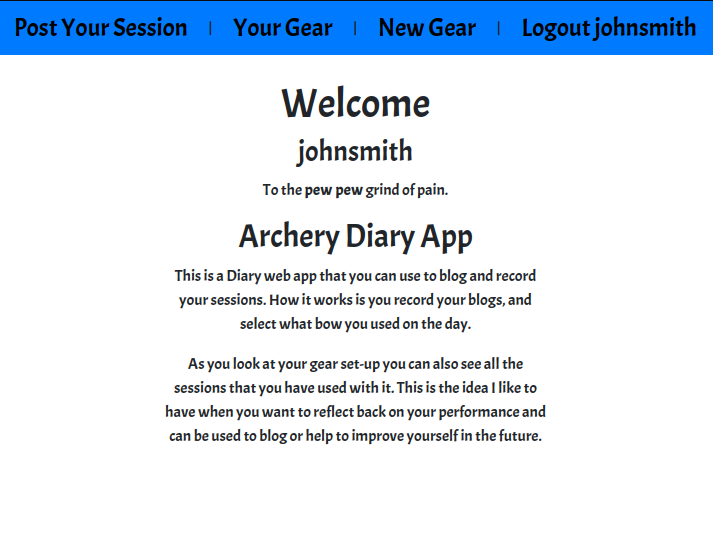 Post Your Session | Your Gear | New Gear | Logout johnsmith
Welcome
johnsmith
To the pew pew grind of pain.
Archery Diary App
This is a Diary web app that you can use to blog and record
your sessions. How it works is you record your blogs, and
select what bow you used on the day.
As you look at your gear set-up you can also see all the
sessions that you have used with it. This is the idea I like to
have when you want to reflect back on your performance and
can be used to blog or help to improve yourself in the future.